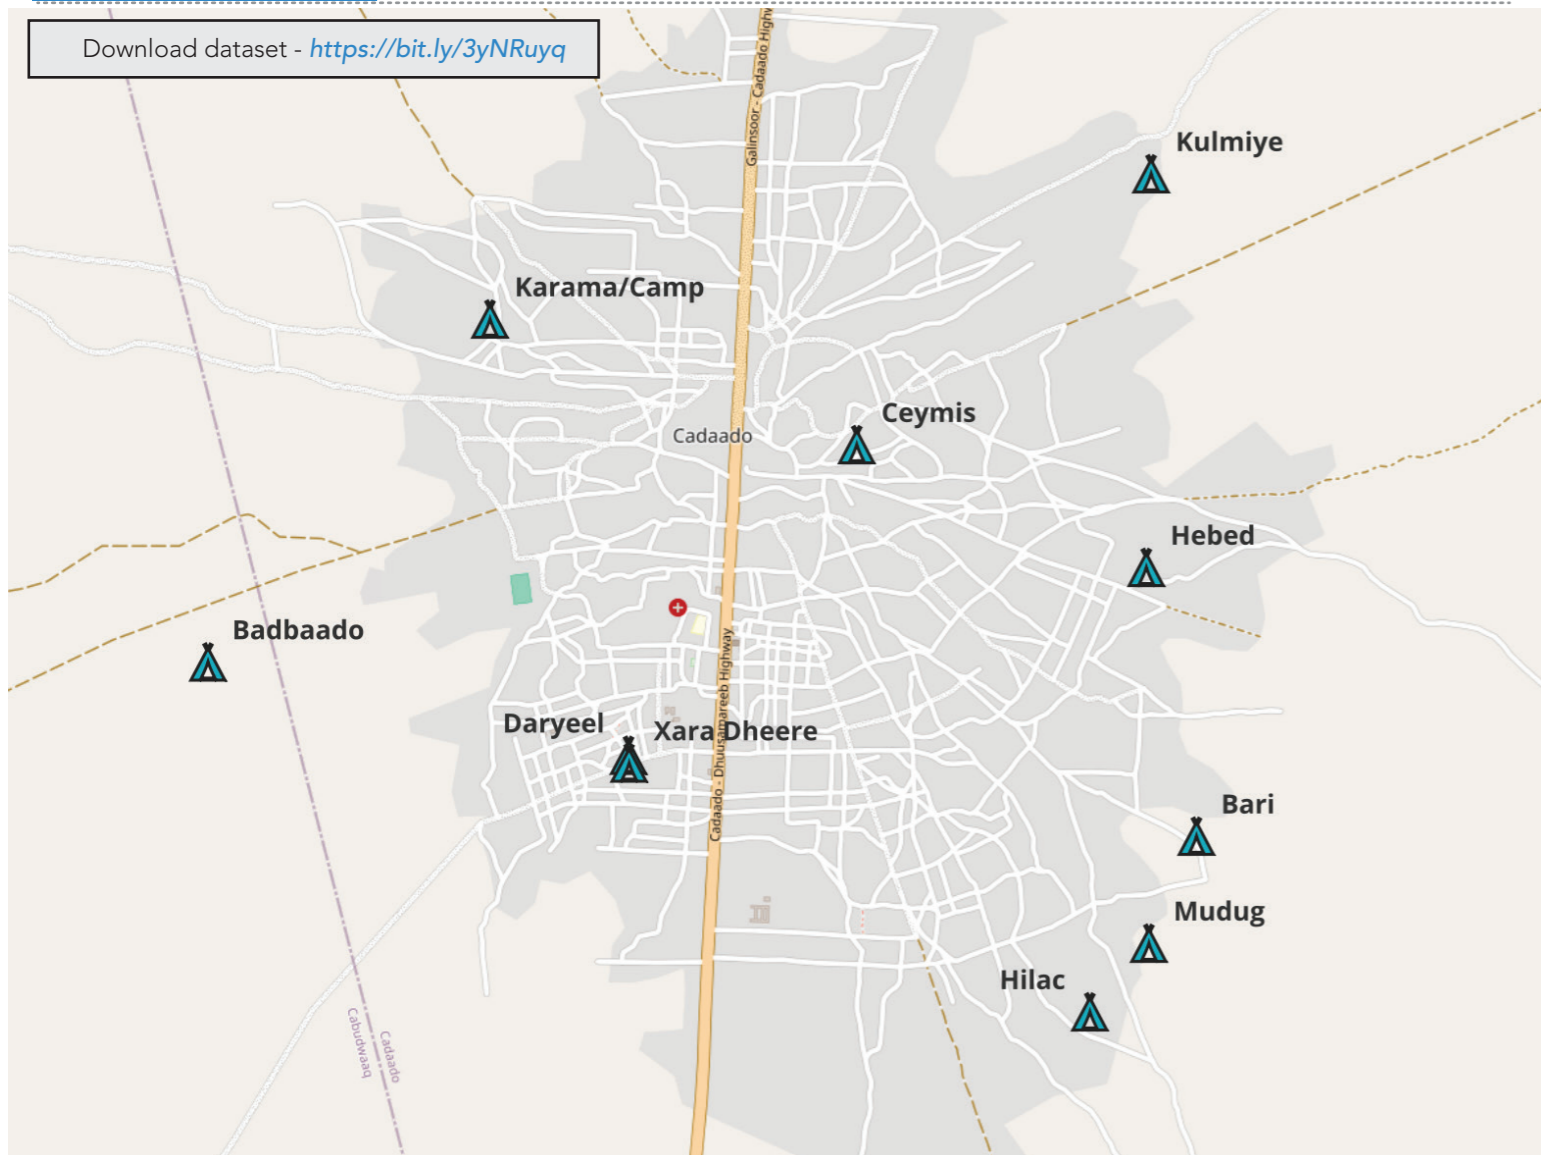 Download dataset - https://bit.ly/3yNRuyq
Galinsoor - Cadaado Highw
Kulmiye
Karama/Camp
Ceymis
Cadaado
Hebed
Badbaado
Daryeel
Xara Dheere
Cadaado - Dhuusamareeb Highway
Bari
Mudug
Hilac
Cadaado
Cabudwaaq